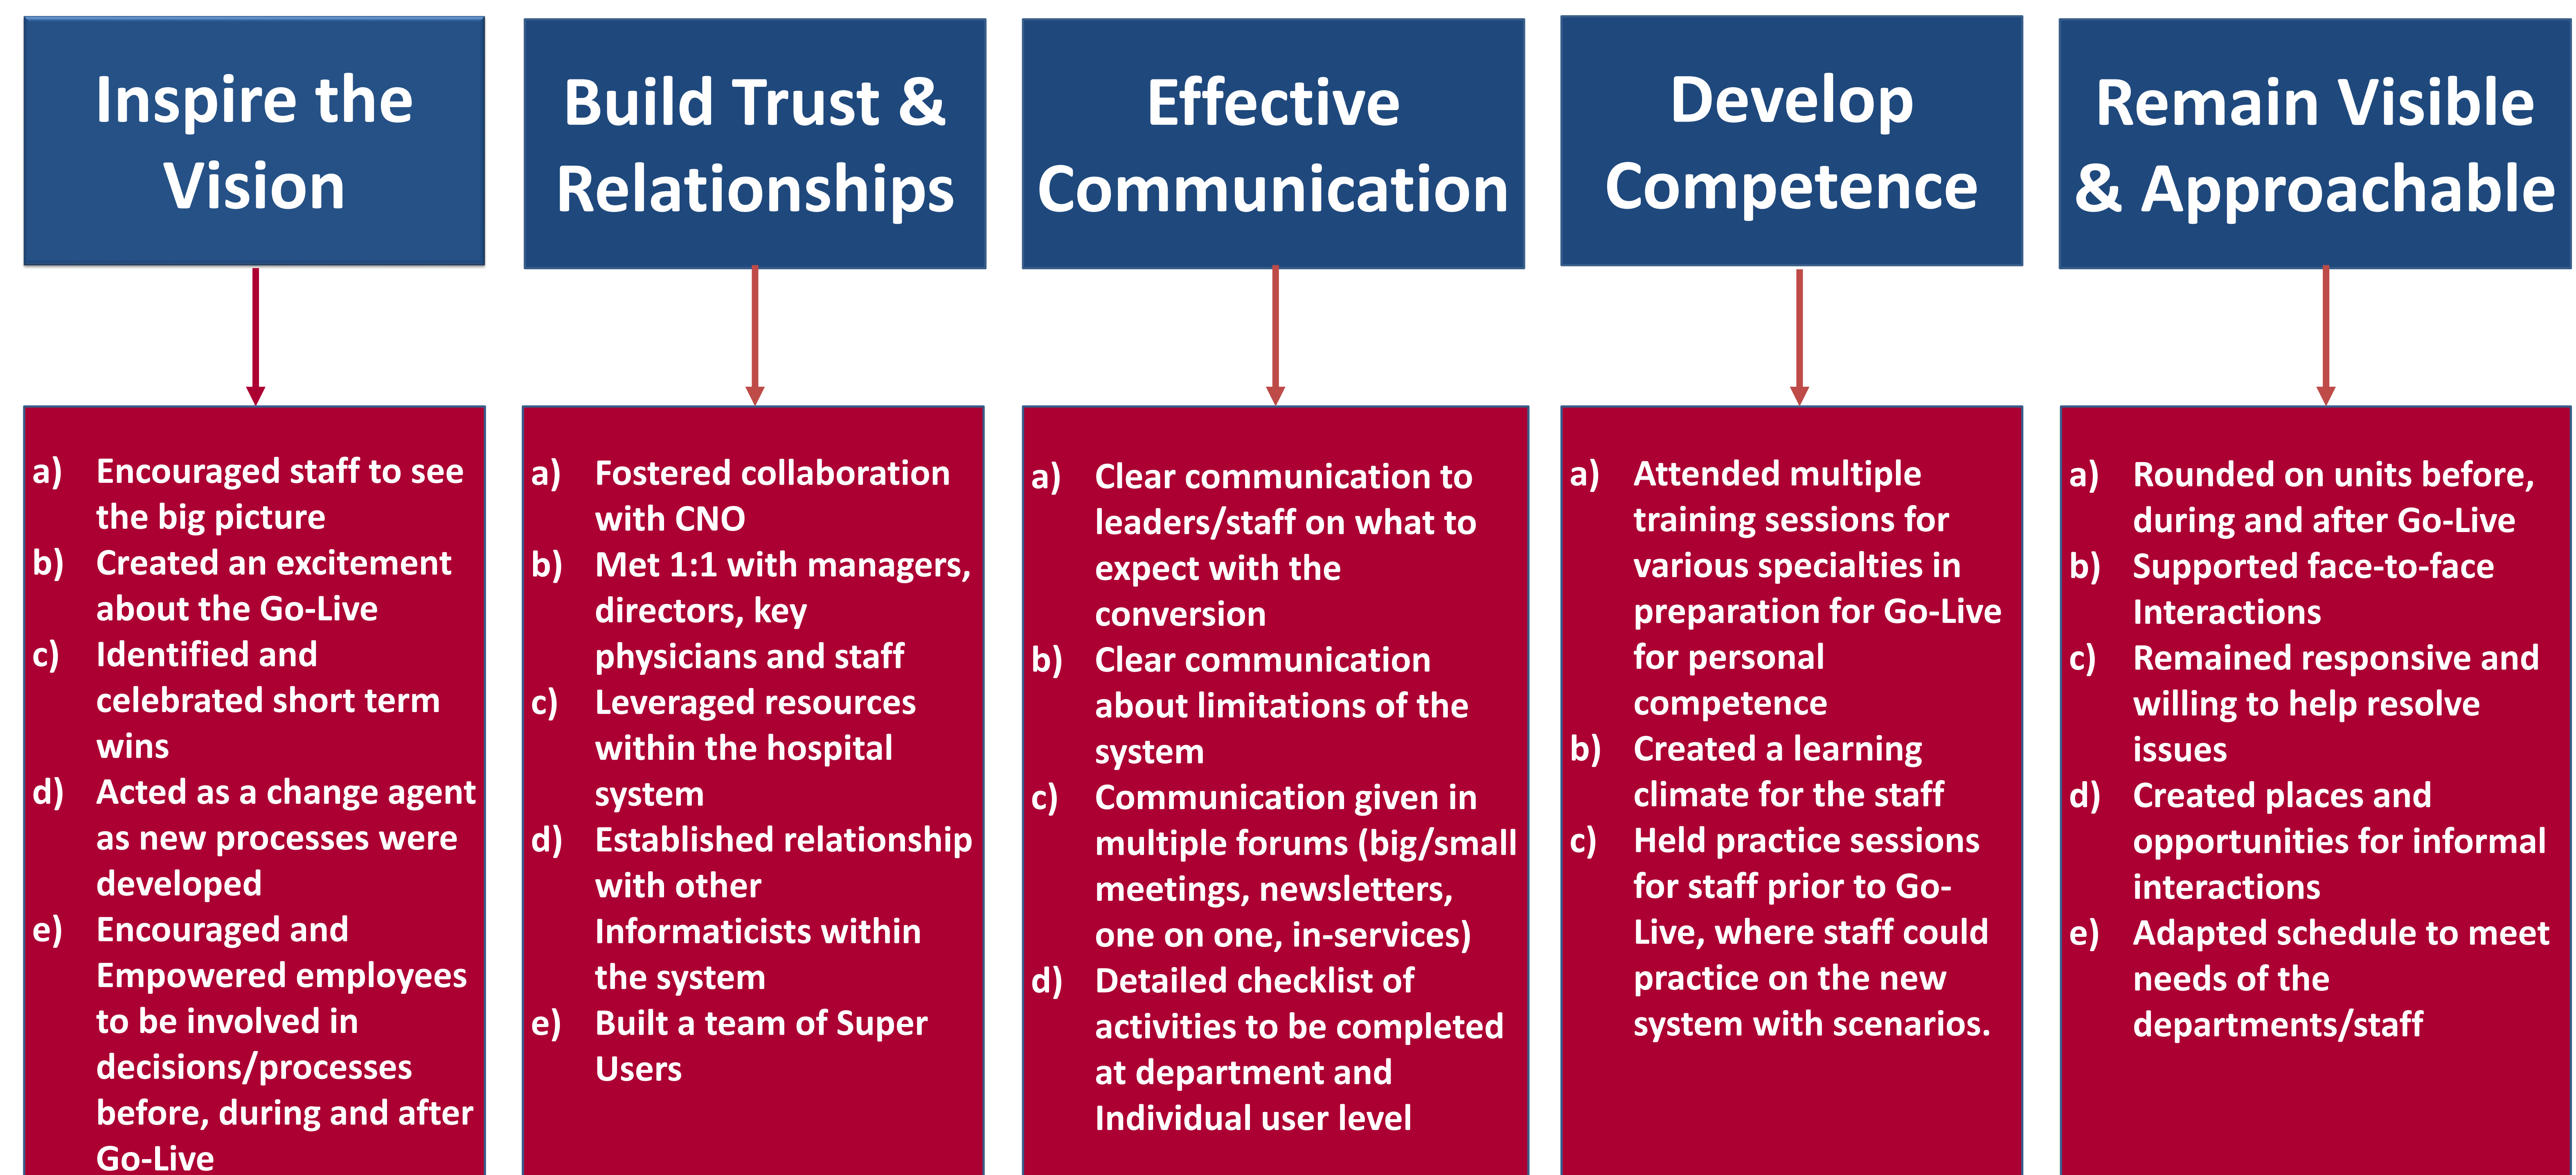 Inspire the
Vision
Build Trust &
Relationships
Effective
Communication
Develop
Competence
Remain Visible
& Approachable
a) Encouraged staff to see
the big picture
b) Created an excitement
about the Go-Live
c) Identified and
celebrated short term
wins
d) Acted as a change agent
as new processes were
developed
e) Encouraged and
Empowered employees
to be involved in
decisions/processes
before, during and after
Go-Live
a) Fostered collaboration
with CNO
b) Met 1:1 with managers,
directors, key
physicians and staff
c) Leveraged resources
within the hospital
system
d) Established relationship
with other
Informaticists within
the system
e) Built a team of Super
Users
a) Clear communication to
leaders/staff on what to
expect with the
conversion
b) Clear communication
about limitations of the
system
c) Communication given in
multiple forums (big/small
meetings, newsletters,
one on one, in-services)
d) Detailed checklist of
activities to be completed
at department and
Individual user level
a) Attended multiple
training sessions for
various specialties in
preparation for Go-Live
for personal
competence
b) Created a learning
climate for the staff
c) Held practice sessions
for staff prior to Go-
Live, where staff could
practice on the new
system with scenarios.
a) Rounded on units before,
during and after Go-Live
b) Supported face-to-face
Interactions
c) Remained responsive and
willing to help resolve
issues
d) Created places and
opportunities for informal
interactions
e) Adapted schedule to meet
needs of the
departments/staff